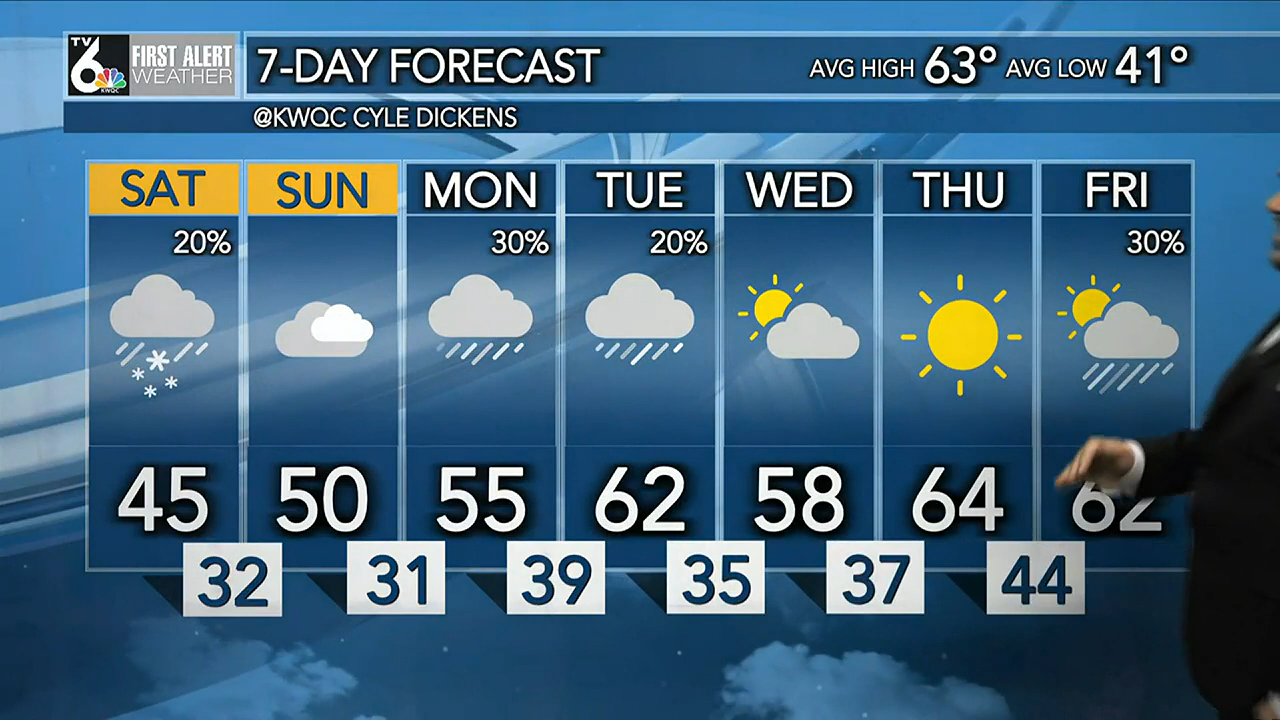 TV
6
KWQC
FIRST ALERT
WEATHER
7-DAY FORECAST
AVG HIGH 63° AVG LOW 41°
@KWQC CYLE DICKENS
SAT SUN MON TUE WED THU FRI
20% 30% 20% 30%
45 50 55 62 58 64 62
32 31 39 35 37 44